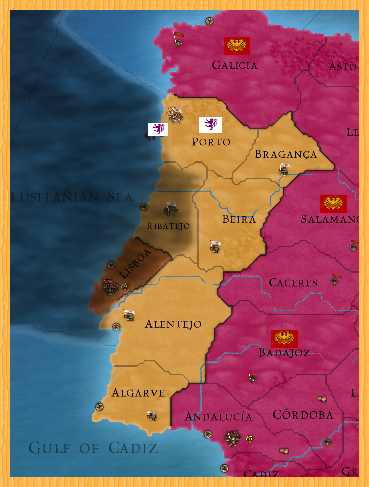 GALICIA
ASTO
PORTO
LE
BRAGANÇA
LUSITANIAN SEA
SALAMANC
RIBATEJO
BEIRA
LISBOA
CACERES
ALENTEJO
BADAJOZ
ALGARVE
ANDALUCÍA
CÓRDOBA
L
GULF OF CADIZ
CADIZ
GR